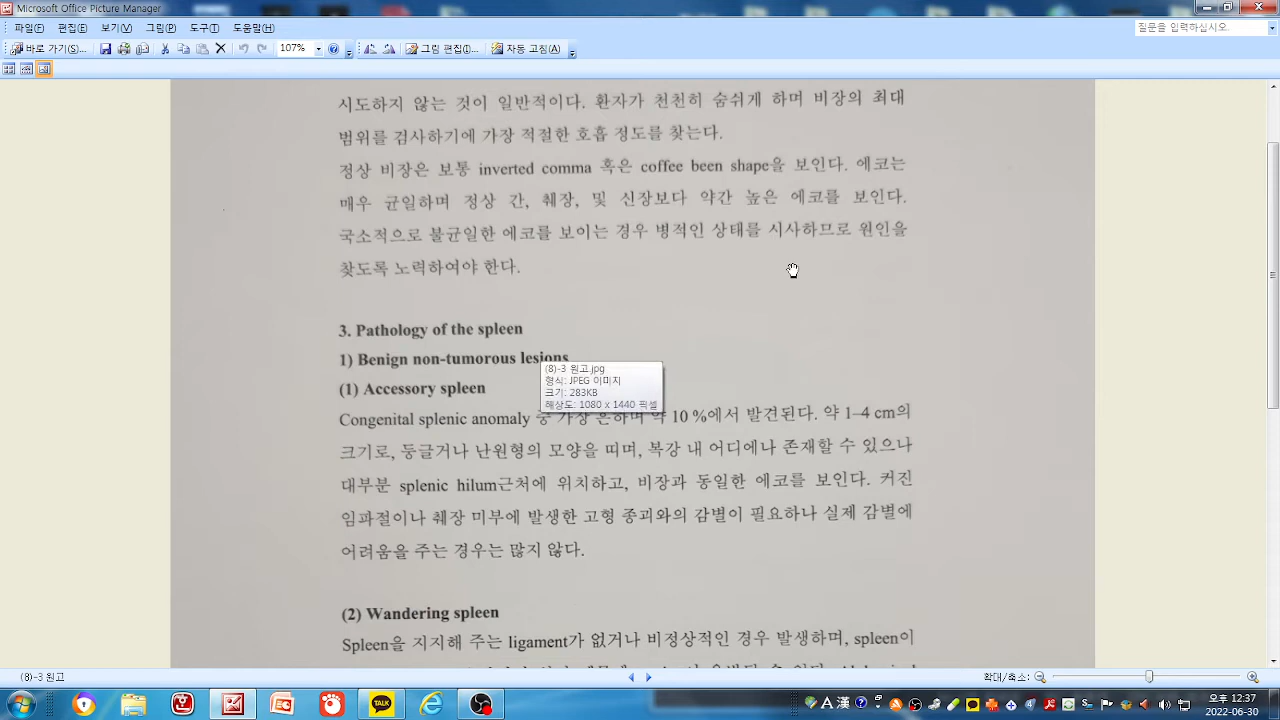 Microsoft Office Picture Manager
파일(F) 편집(E) 보기(V) 그림(P) 도구(T) 도움말(H)
질문을 입력하십시오.
바로 가기(S)... 107% 그림 편집(D)... 자동 고침(A)
시도하지 않는 것이 일반적이다. 환자가 천천히 숨쉬게 하며 비장의 최대
범위를 검사하기에 가장 적절한 호흡 정도를 찾는다.
정상 비장은 보통 inverted comma 혹은 coffee been shape을 보인다. 에코는
매우 균일하며 정상 간, 췌장, 및 신장보다 약간 높은 에코를 보인다.
국소적으로 불균일한 에코를 보이는 경우 병적인 상태를 시사하므로 원인을
찾도록 노력하여야 한다.
3. Pathology of the spleen
1) Benign non-tumorous lesions
(1) Accessory spleen
(8)-3 원고.jpg
형식: JPEG 이미지
크기: 283KB
해상도: 1080 x 1440 픽셀
Congenital splenic anomaly 중 가장 흔하며 약 10 %에서 발견된다. 약 1–4 cm의
크기로, 둥글거나 난원형의 모양을 띠며, 복강 내 어디에나 존재할 수 있으나
대부분 splenic hilum근처에 위치하고, 비장과 동일한 에코를 보인다. 커진
임파절이나 췌장 미부에 발생한 고형 종괴와의 감별이 필요하나 실제 감별에
어려움을 주는 경우는 많지 않다.
(2) Wandering spleen
Spleen을 지지해 주는 ligament가 없거나 비정상적인 경우 발생하며, spleen이
(8)-3 원고
확대/축소:
TALK
A 漢
오후 12:37
2022-06-30